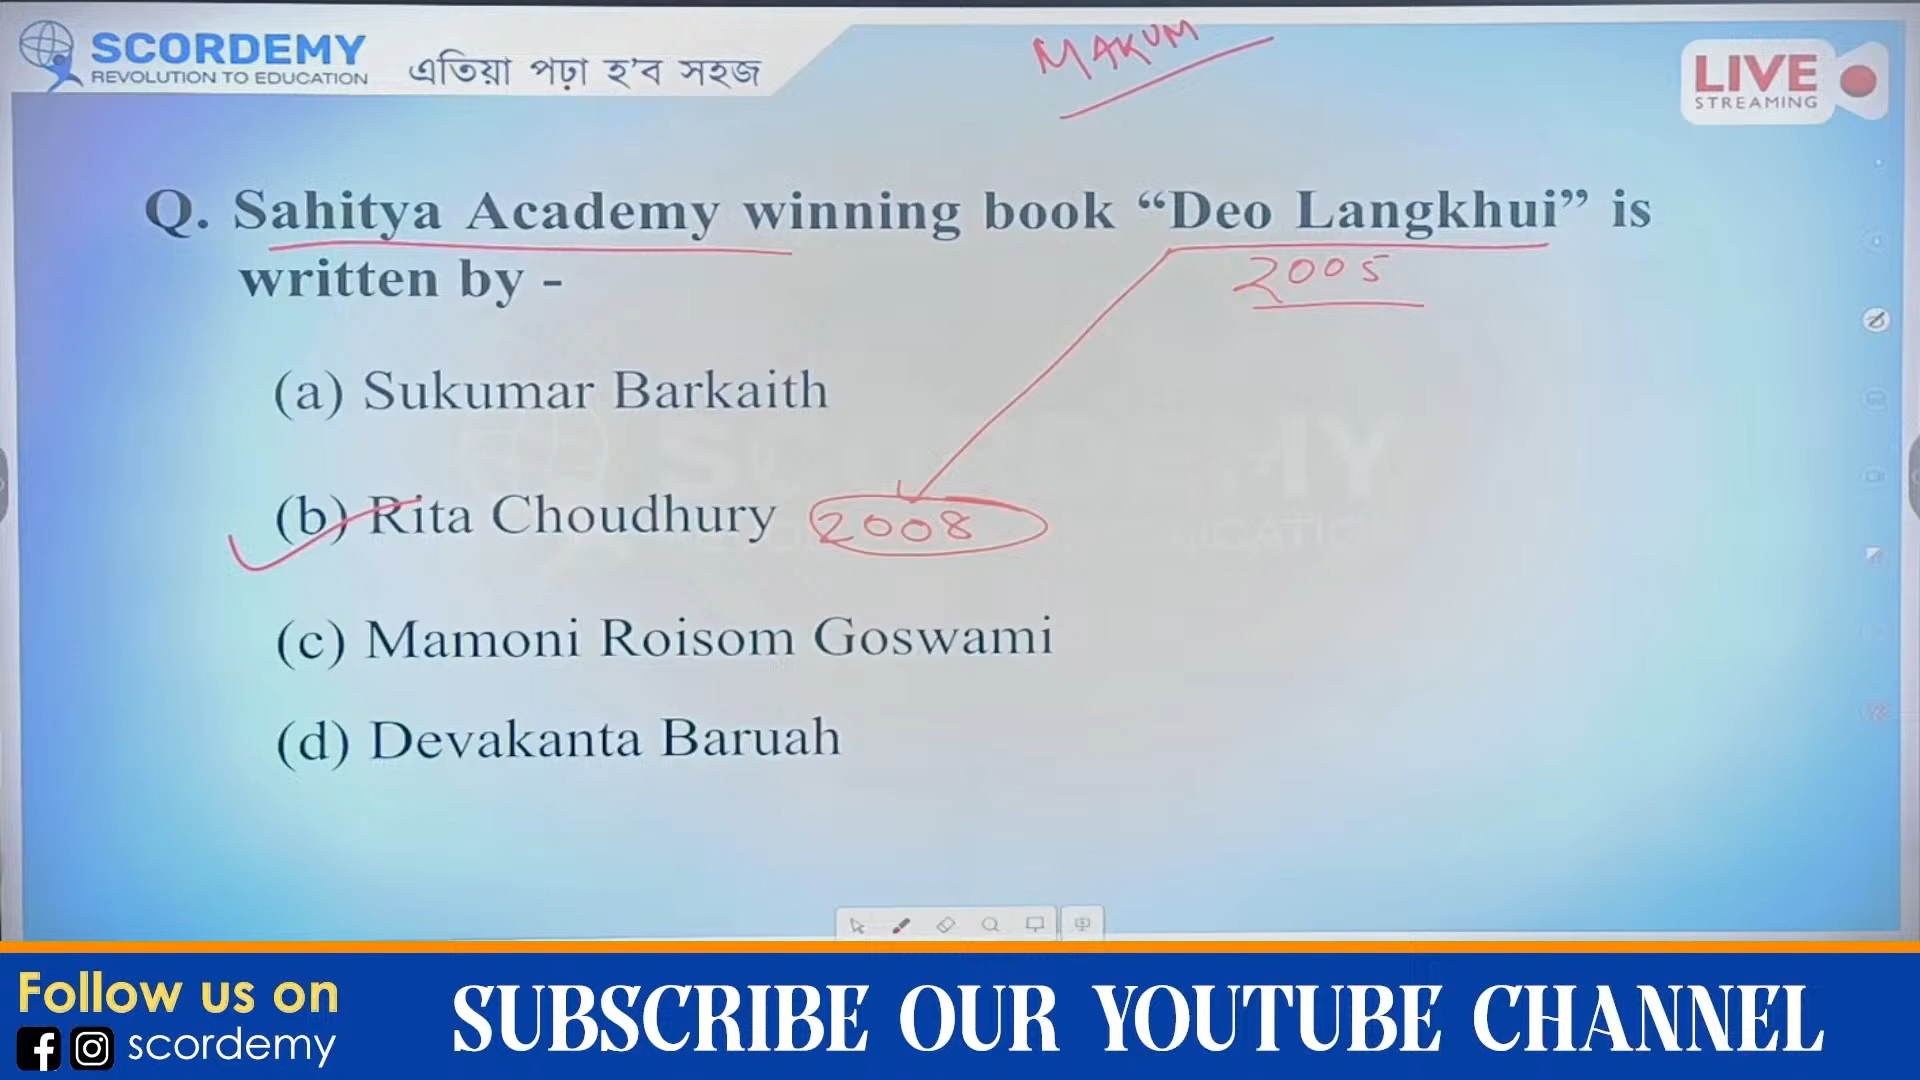 SCORDEMY
REVOLUTION TO EDUCATION
এতিয়া পঢ়া হ'ব সহজ
MAKUM
LIVE
STREAMING
Q. Sahitya Academy winning book “Deo Langkhui” is
written by -
2005
(a) Sukumar Barkaith
(b) Rita Choudhury 2008
(c) Mamoni Roisom Goswami
(d) Devakanta Baruah
SCORDEMY
Follow us on
scordemy
SUBSCRIBE OUR YOUTUBE CHANNEL